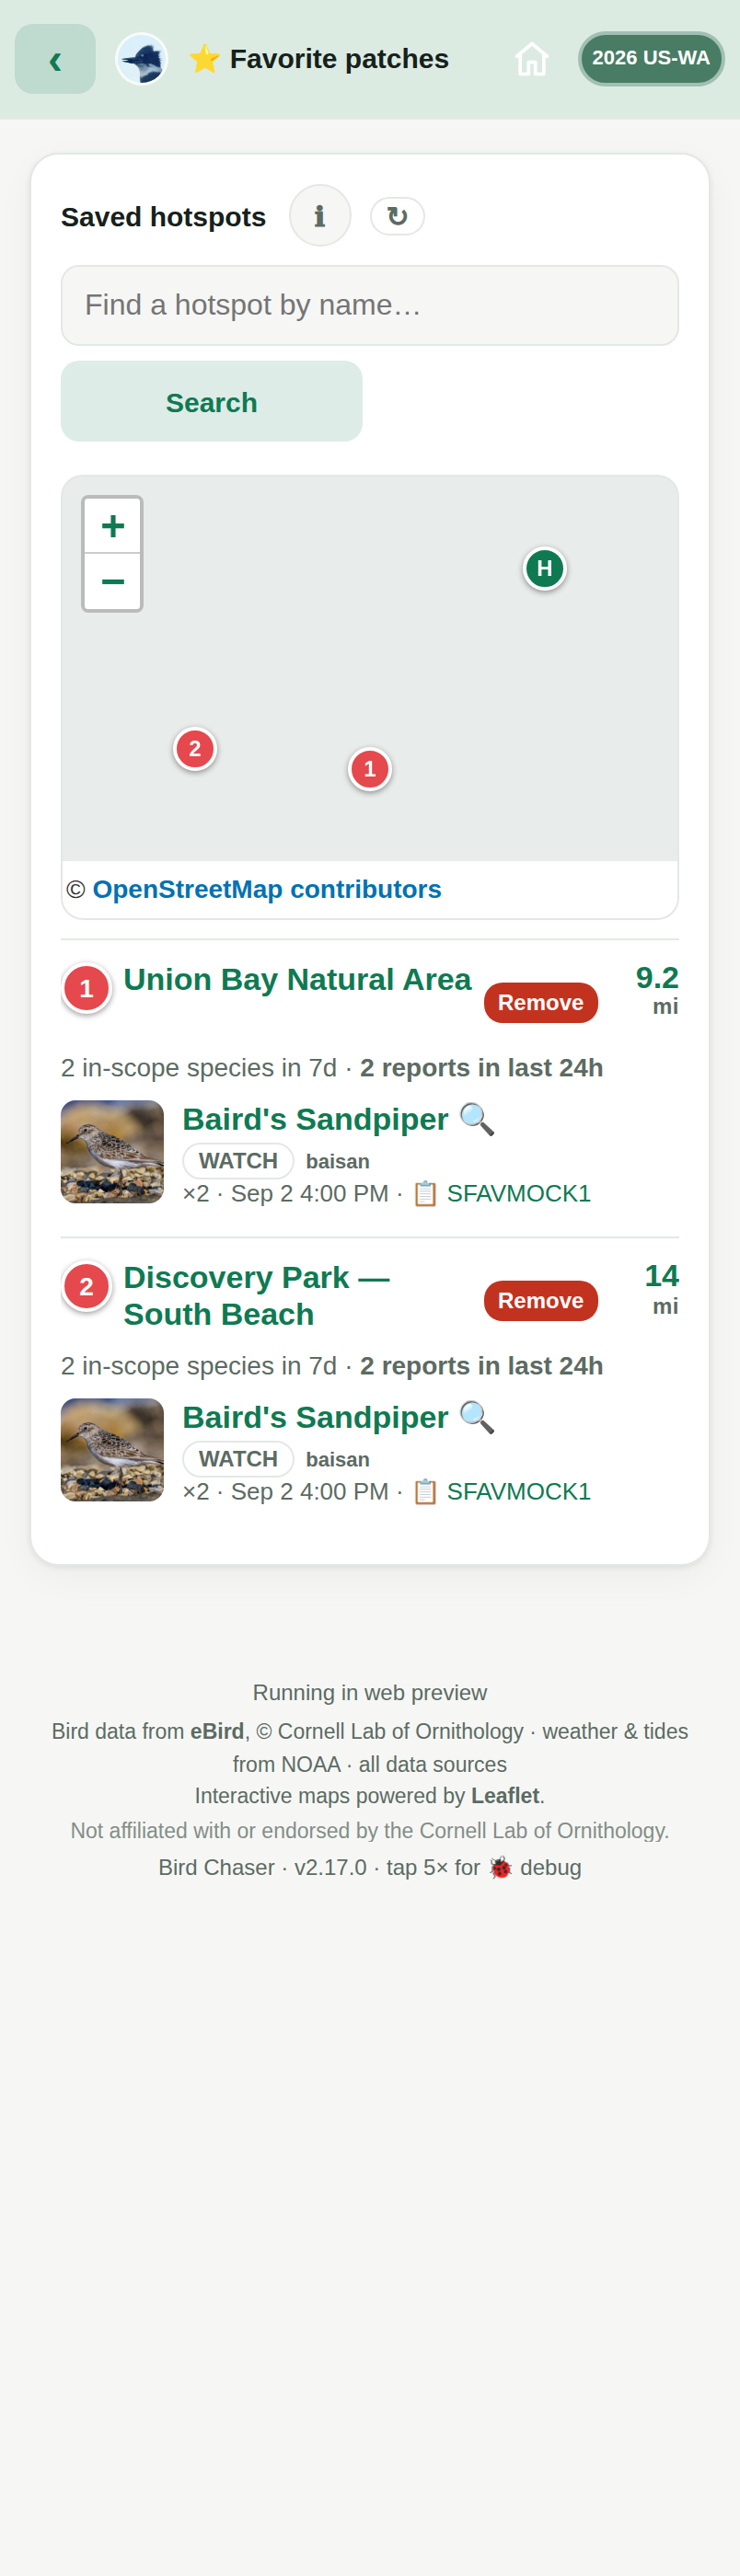 ‹ ⭐ Favorite patches 2026 US-WA
Saved hotspots ℹ ↻
Find a hotspot by name…
Search
+
−
H
2
1
© OpenStreetMap contributors
1 Union Bay Natural Area Remove 9.2 mi
2 in-scope species in 7d · 2 reports in last 24h
Baird's Sandpiper 🔍
WATCH baisan
×2 · Sep 2 4:00 PM · 📋 SFAVMOCK1
2 Discovery Park —
South Beach Remove 14 mi
2 in-scope species in 7d · 2 reports in last 24h
Baird's Sandpiper 🔍
WATCH baisan
×2 · Sep 2 4:00 PM · 📋 SFAVMOCK1
Running in web preview
Bird data from eBird, © Cornell Lab of Ornithology · weather & tides
from NOAA · all data sources
Interactive maps powered by Leaflet.
Not affiliated with or endorsed by the Cornell Lab of Ornithology.
Bird Chaser · v2.17.0 · tap 5× for 🐞 debug